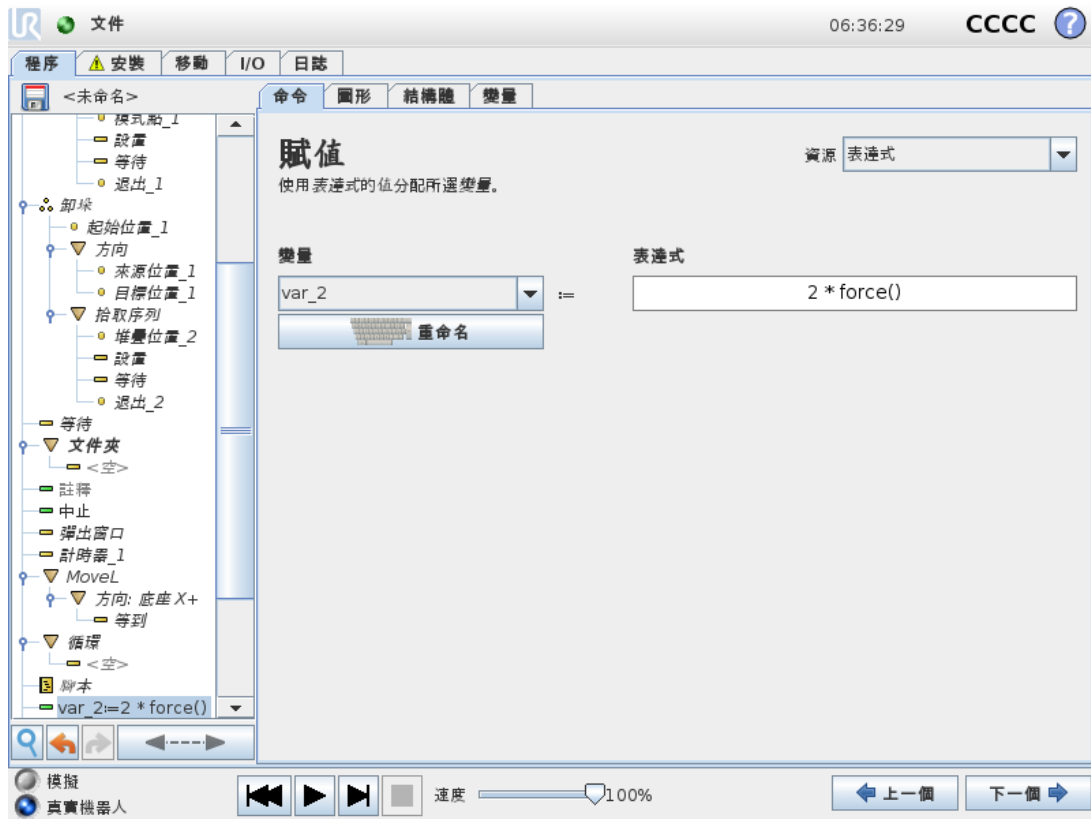 UR 文件 06:36:29 CCCC ?
程序 安裝 移動 I/O 日誌
<未命名>
命令 圖形 結構體 變量
模式點_1
設置
等待
退出_1
卸垛
起始位置_1
方向
來源位置_1
目標位置_1
拾取序列
堆疊位置_2
設置
等待
退出_2
等待
文件夾
<空>
註釋
中止
彈出窗口
計時器_1
MoveL
方向: 底座 X+
等到
循環
<空>
腳本
var_2:=2 * force()
賦值
資源 表達式
使用表達式的值分配所選變量。
變量 表達式
var_2 := 2 * force()
重命名
模擬
真實機器人
速度 100%
上一個 下一個